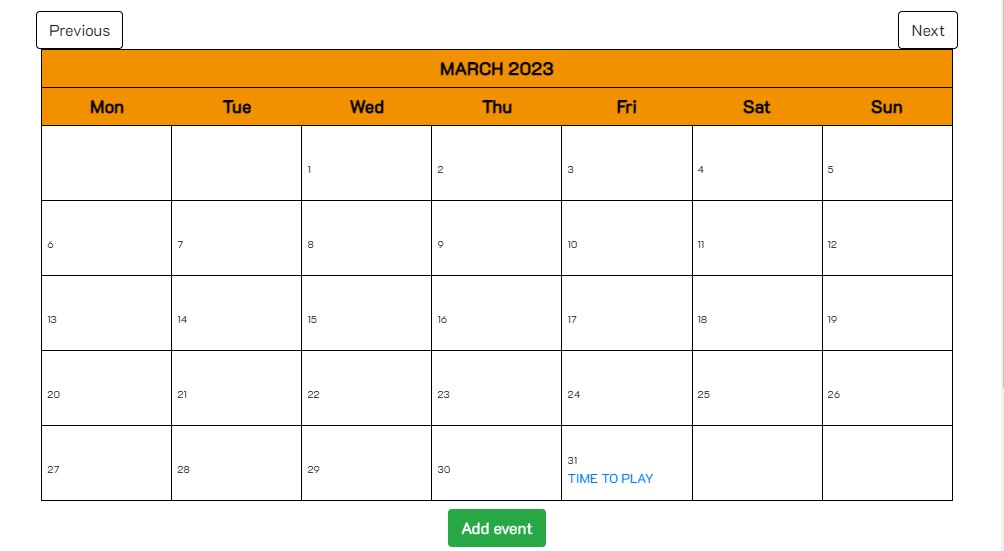 Previous Next
MARCH 2023
Mon Tue Wed Thu Fri Sat Sun
1 2 3 4 5
6 7 8 9 10 11 12
13 14 15 16 17 18 19
20 21 22 23 24 25 26
27 28 29 30 31
TIME TO PLAY
Add event